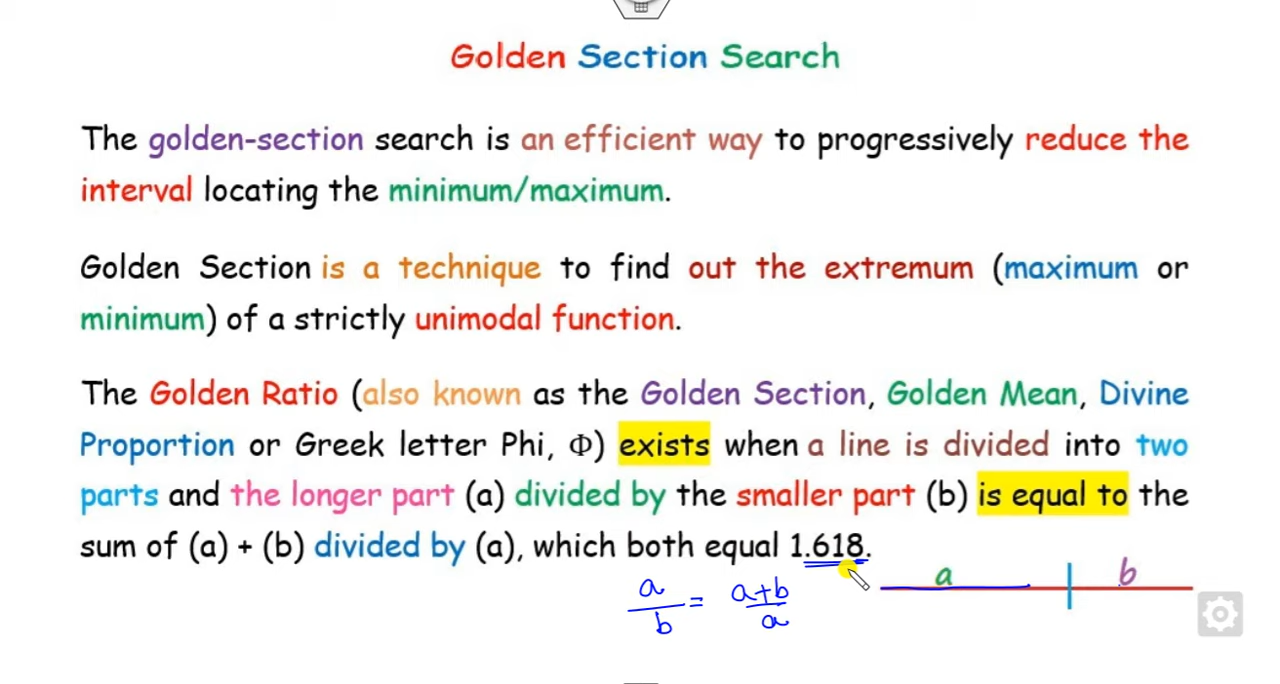 Golden Section Search
The golden-section search is an efficient way to progressively reduce the
interval locating the minimum/maximum.
Golden Section is a technique to find out the extremum (maximum or
minimum) of a strictly unimodal function.
The Golden Ratio (also known as the Golden Section, Golden Mean, Divine
Proportion or Greek letter Phi, Φ) exists when a line is divided into two
parts and the longer part (a) divided by the smaller part (b) is equal to the
sum of (a) + (b) divided by (a), which both equal 1.618.
a b
a/b = a+b/a